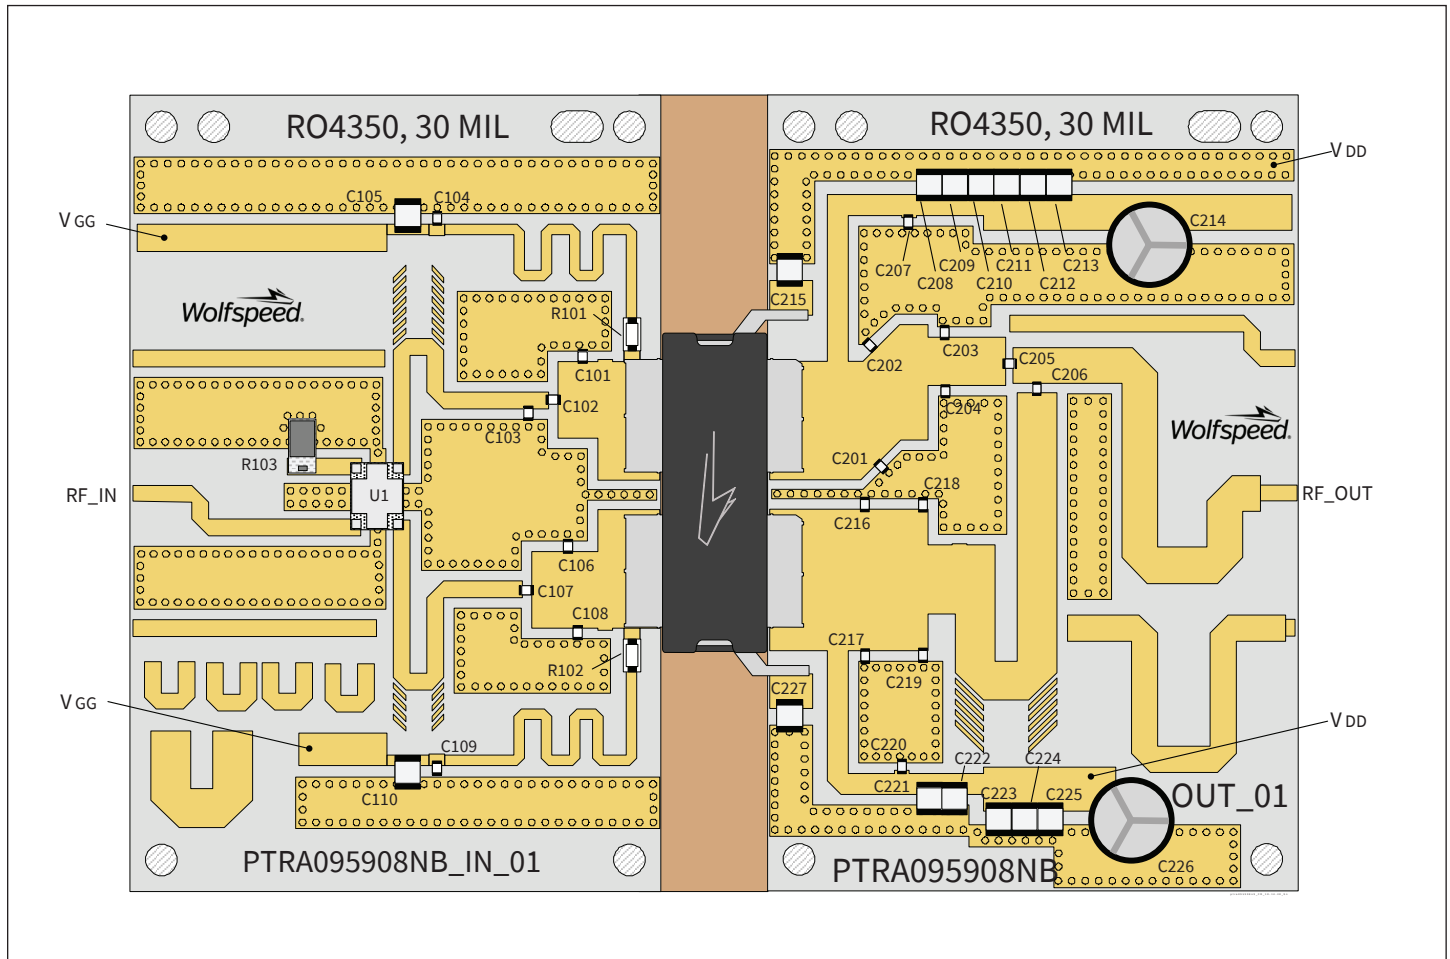 RO4350, 30 MIL
RO4350, 30 MIL
V DD
C105
C104
V GG
C214
C207
C208
C209
C210
C211
C212
C213
C215
Wolfspeed.
R101
C101
C102
C103
C202
C203
C205
C206
C204
Wolfspeed.
R103
U1
RF_IN
C201
C218
C216
RF_OUT
C106
C107
C108
R102
C217
C219
V GG
C227
V DD
C109
C110
C220
C221
C222
C223
C224
C225
OUT_01
PTRA095908NB_IN_01
PTRA095908NB
C226